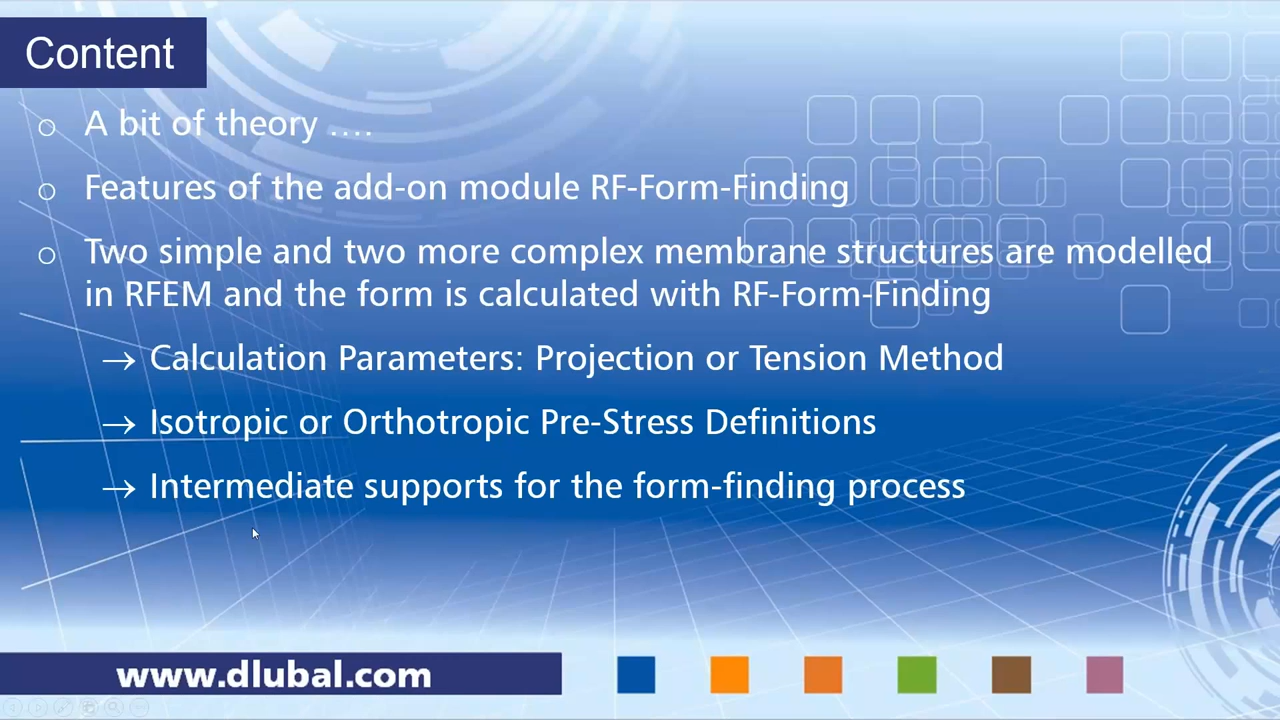 Content
○ A bit of theory ….
○ Features of the add-on module RF-Form-Finding
○ Two simple and two more complex membrane structures are modelled
in RFEM and the form is calculated with RF-Form-Finding
→ Calculation Parameters: Projection or Tension Method
→ Isotropic or Orthotropic Pre-Stress Definitions
→ Intermediate supports for the form-finding process
www.dlubal.com